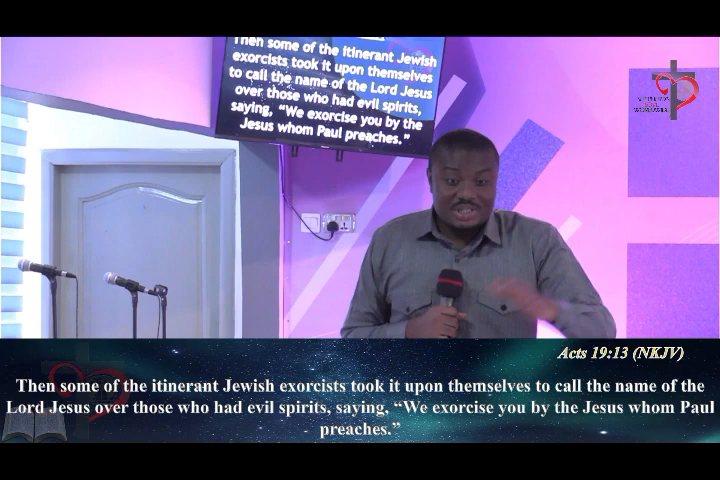 Then some of the itinerant Jewish
exorcists took it upon themselves
to call the name of the Lord Jesus
over those who had evil spirits,
saying, “We exorcise you by the
Jesus whom Paul preaches.”
Acts 19:13 (NKJV)
Then some of the itinerant Jewish exorcists took it upon themselves to call the name of the
Lord Jesus over those who had evil spirits, saying, “We exorcise you by the Jesus whom Paul
preaches.”